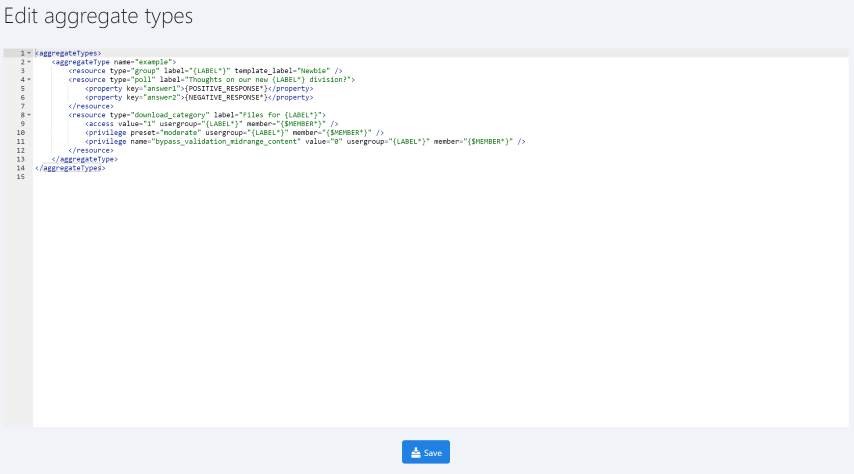 Edit aggregate types
1 <aggregateTypes>
2 <aggregateType name="example">
3 <resource type="group" label="{LABEL*}" template_label="Newbie" />
4 <resource type="poll" label="Thoughts on our new {LABEL*} division?">
5 <property key="answer1">{POSITIVE_RESPONSE*}</property>
6 <property key="answer2">{NEGATIVE_RESPONSE*}</property>
7 </resource>
8 <resource type="download_category" label="Files for {LABEL*}">
9 <access value="1" usergroup="{LABEL*}" member="{$MEMBER*}" />
10 <privilege preset="moderate" usergroup="{LABEL*}" member="{$MEMBER*}" />
11 <privilege name="bypass_validation_midrange_content" value="0" usergroup="{LABEL*}" member="{$MEMBER*}" />
12 </resource>
13 </aggregateType>
14 </aggregateTypes>
15
Save